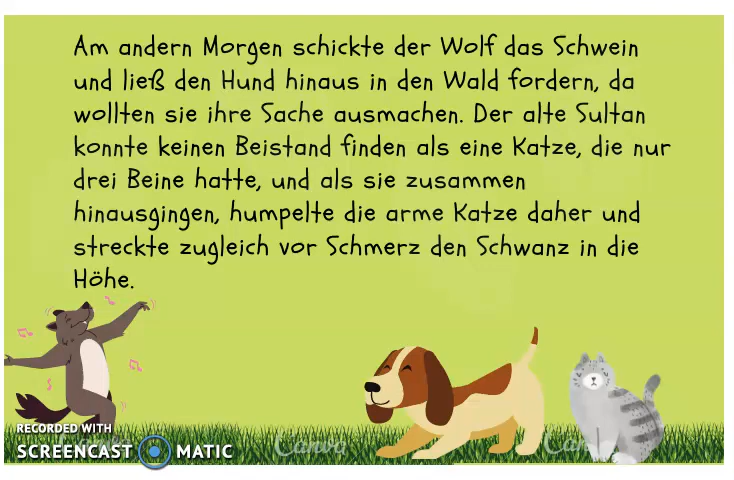 Am andern Morgen schickte der Wolf das Schwein
und ließ den Hund hinaus in den Wald fordern, da
wollten sie ihre Sache ausmachen. Der alte Sultan
konnte keinen Beistand finden als eine Katze, die nur
drei Beine hatte, und als sie zusammen
hinausgingen, humpelte die arme Katze daher und
streckte zugleich vor Schmerz den Schwanz in die
Höhe.
RECORDED WITH
SCREENCAST MATIC
Canva
Canva
Canva